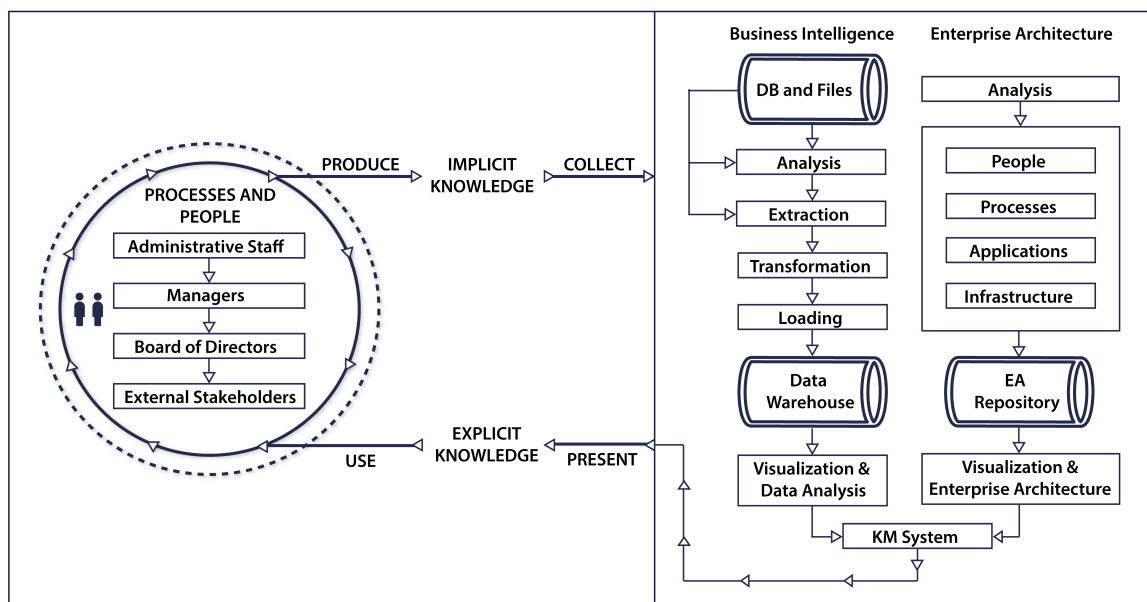 PROCESSES AND
PEOPLE
Administrative Staff
Managers
Board of Directors
External Stakeholders
PRODUCE
IMPLICIT
KNOWLEDGE
COLLECT
USE
EXPLICIT
KNOWLEDGE
PRESENT
Business Intelligence
DB and Files
Analysis
Extraction
Transformation
Loading
Data
Warehouse
Visualization &
Data Analysis
Enterprise Architecture
Analysis
People
Processes
Applications
Infrastructure
EA
Repository
Visualization &
Enterprise Architecture
KM System